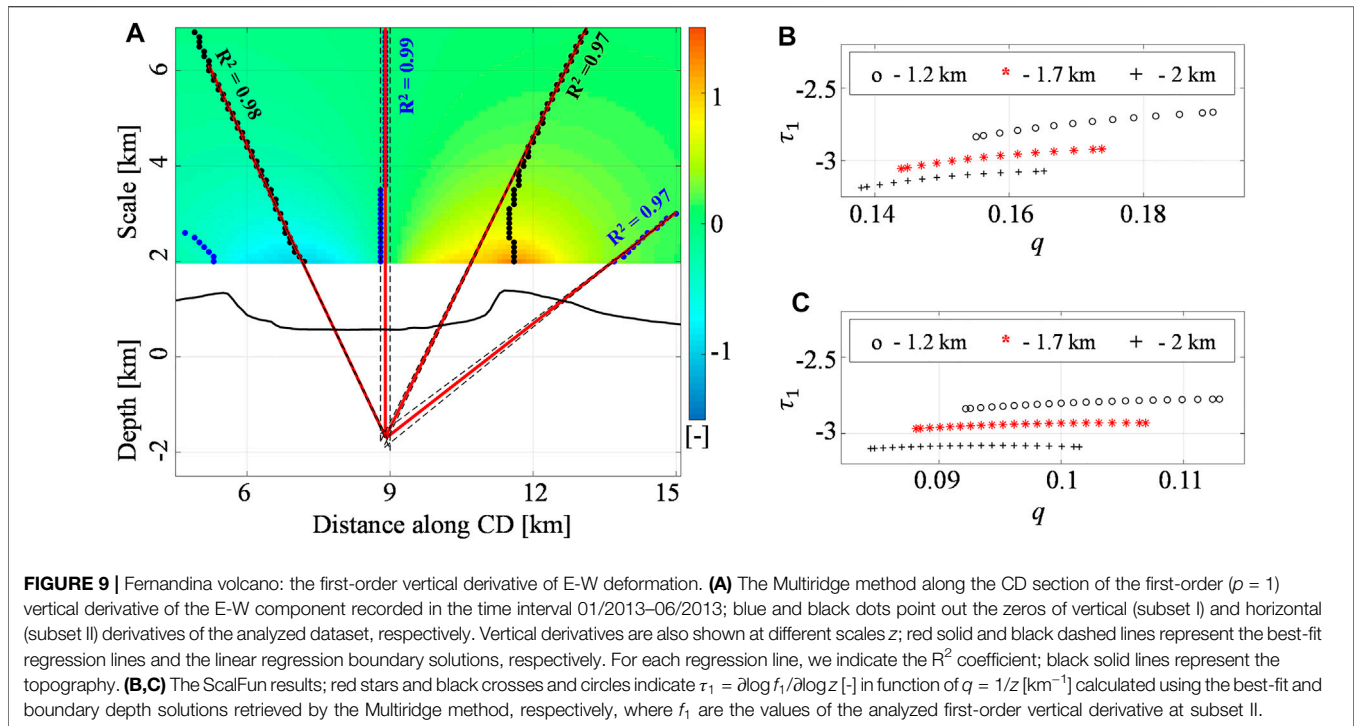 A
R² = 0.98
R² = 0.99
R² =0.97
R² = 0.97
Scale [km]
6
4
2
Depth [km]
0
-2
6
9
12
15
Distance along CD [km]
1
0
-1
[-]
B
o - 1.2 km * - 1.7 km + - 2 km
-2.5
-3
τ₁
0.14 0.16 0.18
q
C
o - 1.2 km * - 1.7 km + - 2 km
-2.5
-3
τ₁
0.09 0.1 0.11
q
FIGURE 9 | Fernandina volcano: the first-order vertical derivative of E-W deformation. (A) The Multiridge method along the CD section of the first-order (p = 1)
vertical derivative of the E-W component recorded in the time interval 01/2013–06/2013; blue and black dots point out the zeros of vertical (subset I) and horizontal
(subset II) derivatives of the analyzed dataset, respectively. Vertical derivatives are also shown at different scales z; red solid and black dashed lines represent the best-fit
regression lines and the linear regression boundary solutions, respectively. For each regression line, we indicate the R² coefficient; black solid lines represent the
topography. (B,C) The ScalFun results; red stars and black crosses and circles indicate τ₁ = ∂log f₁/∂log z [-] in function of q = 1/z [km⁻¹] calculated using the best-fit and
boundary depth solutions retrieved by the Multiridge method, respectively, where f₁ are the values of the analyzed first-order vertical derivative at subset II.